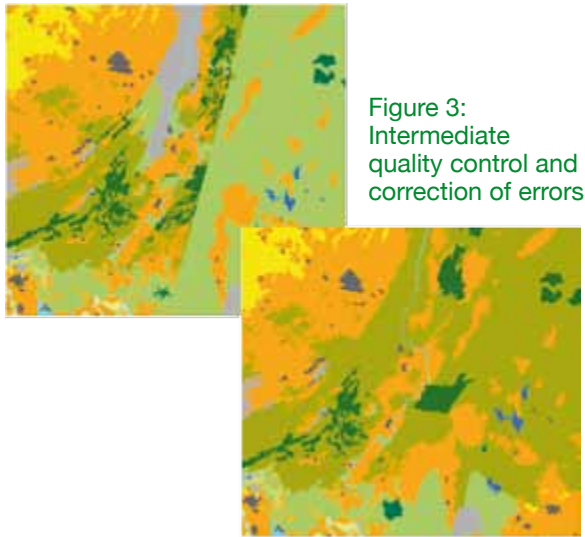 Figure 3:
Intermediate
quality control and
correction of errors